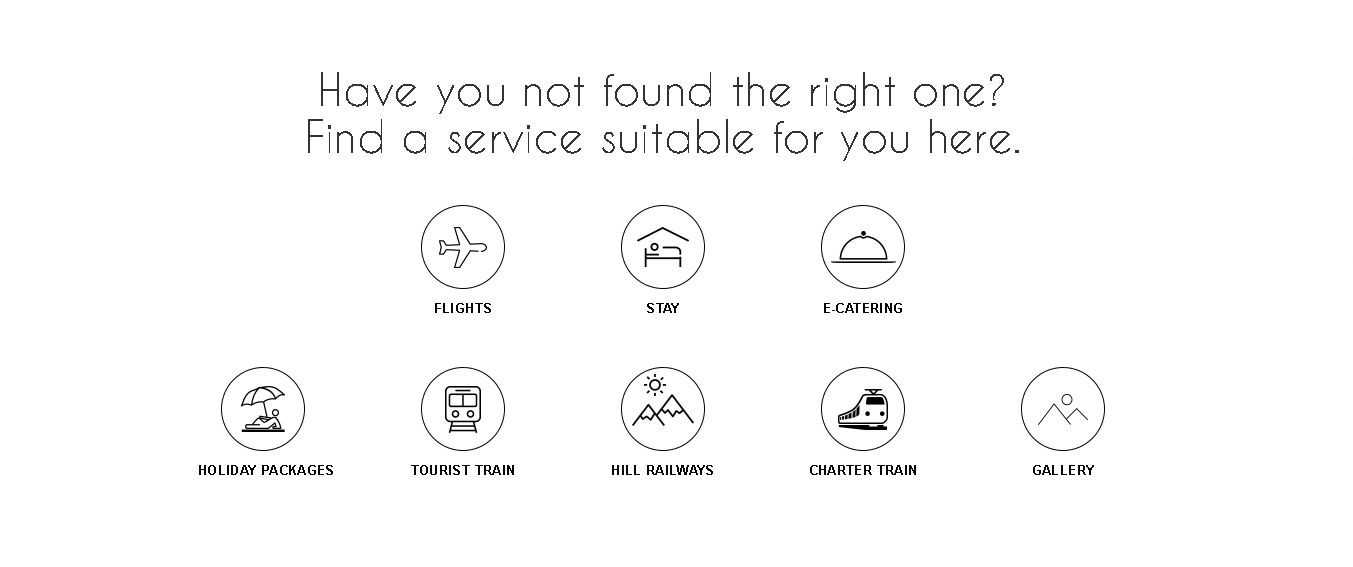 Have you not found the right one?
Find a service suitable for you here.
FLIGHTS
STAY
E-CATERING
HOLIDAY PACKAGES
TOURIST TRAIN
HILL RAILWAYS
CHARTER TRAIN
GALLERY